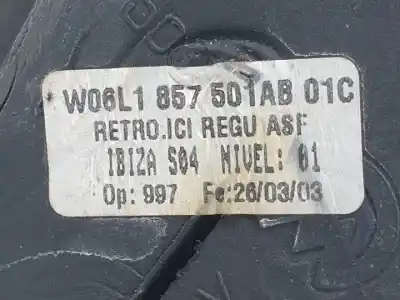 W06L1 857 501AB 01C
RETRO.ICI REGU ASF
IBIZA S04 NIVEL: 01
Op: 997 Fe:26/03/03